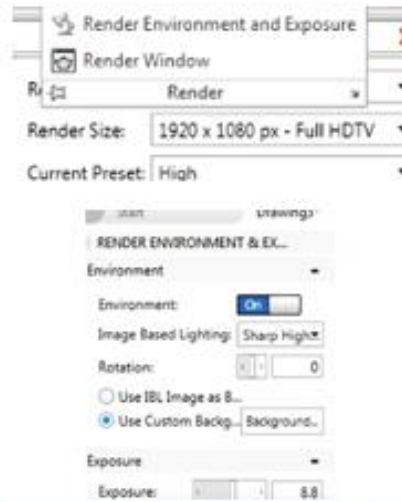 Render Environment and Exposure
Render Window
Render
Render Size: 1920 x 1080 px - Full HDTV
Current Preset: High
Start Drawing3*
RENDER ENVIRONMENT & EX...
Environment
Environment: On
Image Based Lighting: Sharp High
Rotation: 0
Use IBL Image as B...
Use Custom Backg... Background...
Exposure
Exposure: 8.8